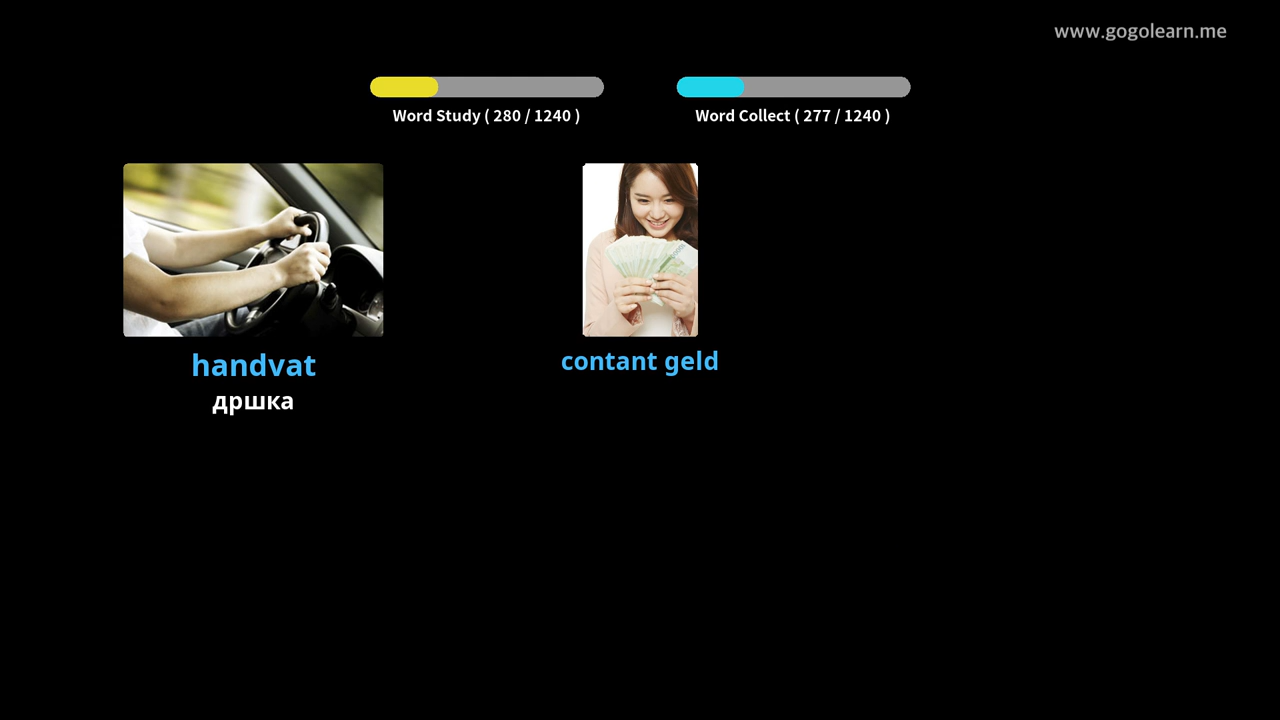 www.gogolearn.me
Word Study ( 280 / 1240 )
Word Collect ( 277 / 1240 )
handvat
дршка
contant geld